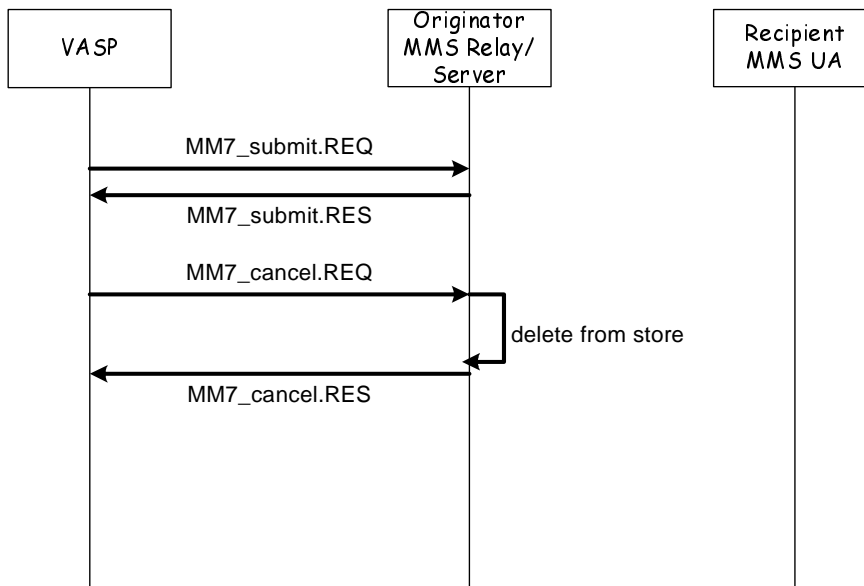 VASP
Originator
MMS Relay/
Server
Recipient
MMS UA
MM7_submit.REQ
MM7_submit.RES
MM7_cancel.REQ
delete from store
MM7_cancel.RES